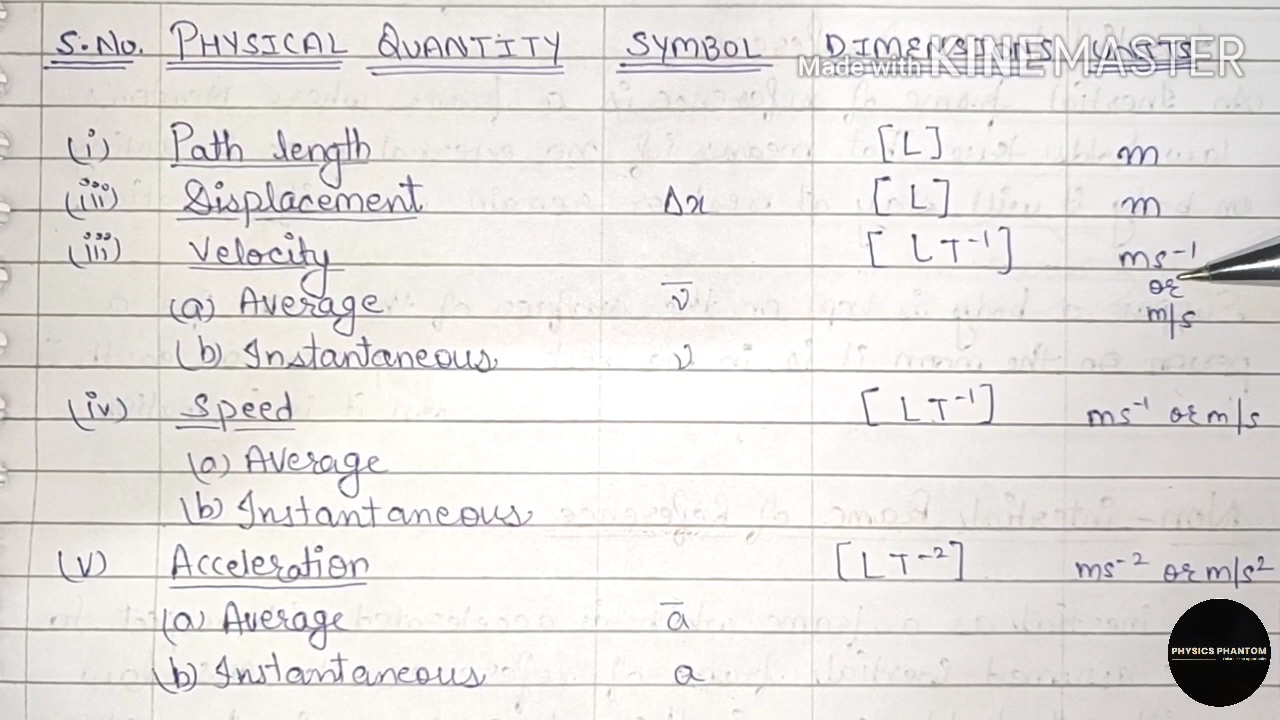 S.No. PHYSICAL QUANTITY SYMBOL DIMENSIONS UNITS
Made with KINEMASTER
(i) Path length [L] m
(iii) Displacement Δx [L] m
(iii) Velocity [LT⁻¹] ms⁻¹
or
(a) Average v̅ m/s
(b) Instantaneous v
(iv) Speed [LT⁻¹] ms⁻¹ or m/s
(a) Average
(b) Instantaneous
(v) Acceleration [LT⁻²] ms⁻² or m/s²
(a) Average a̅
(b) Instantaneous a
PHYSICS PHANTOM